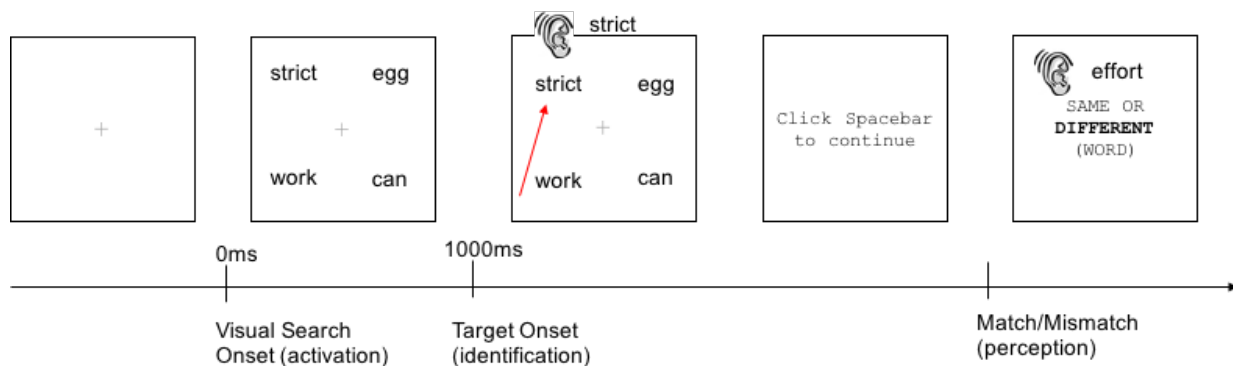 strict
strict egg
work can
strict egg
work can
Click Spacebar
to continue
effort
SAME OR
DIFFERENT
(WORD)
0ms
1000ms
Visual Search
Onset (activation)
Target Onset
(identification)
Match/Mismatch
(perception)